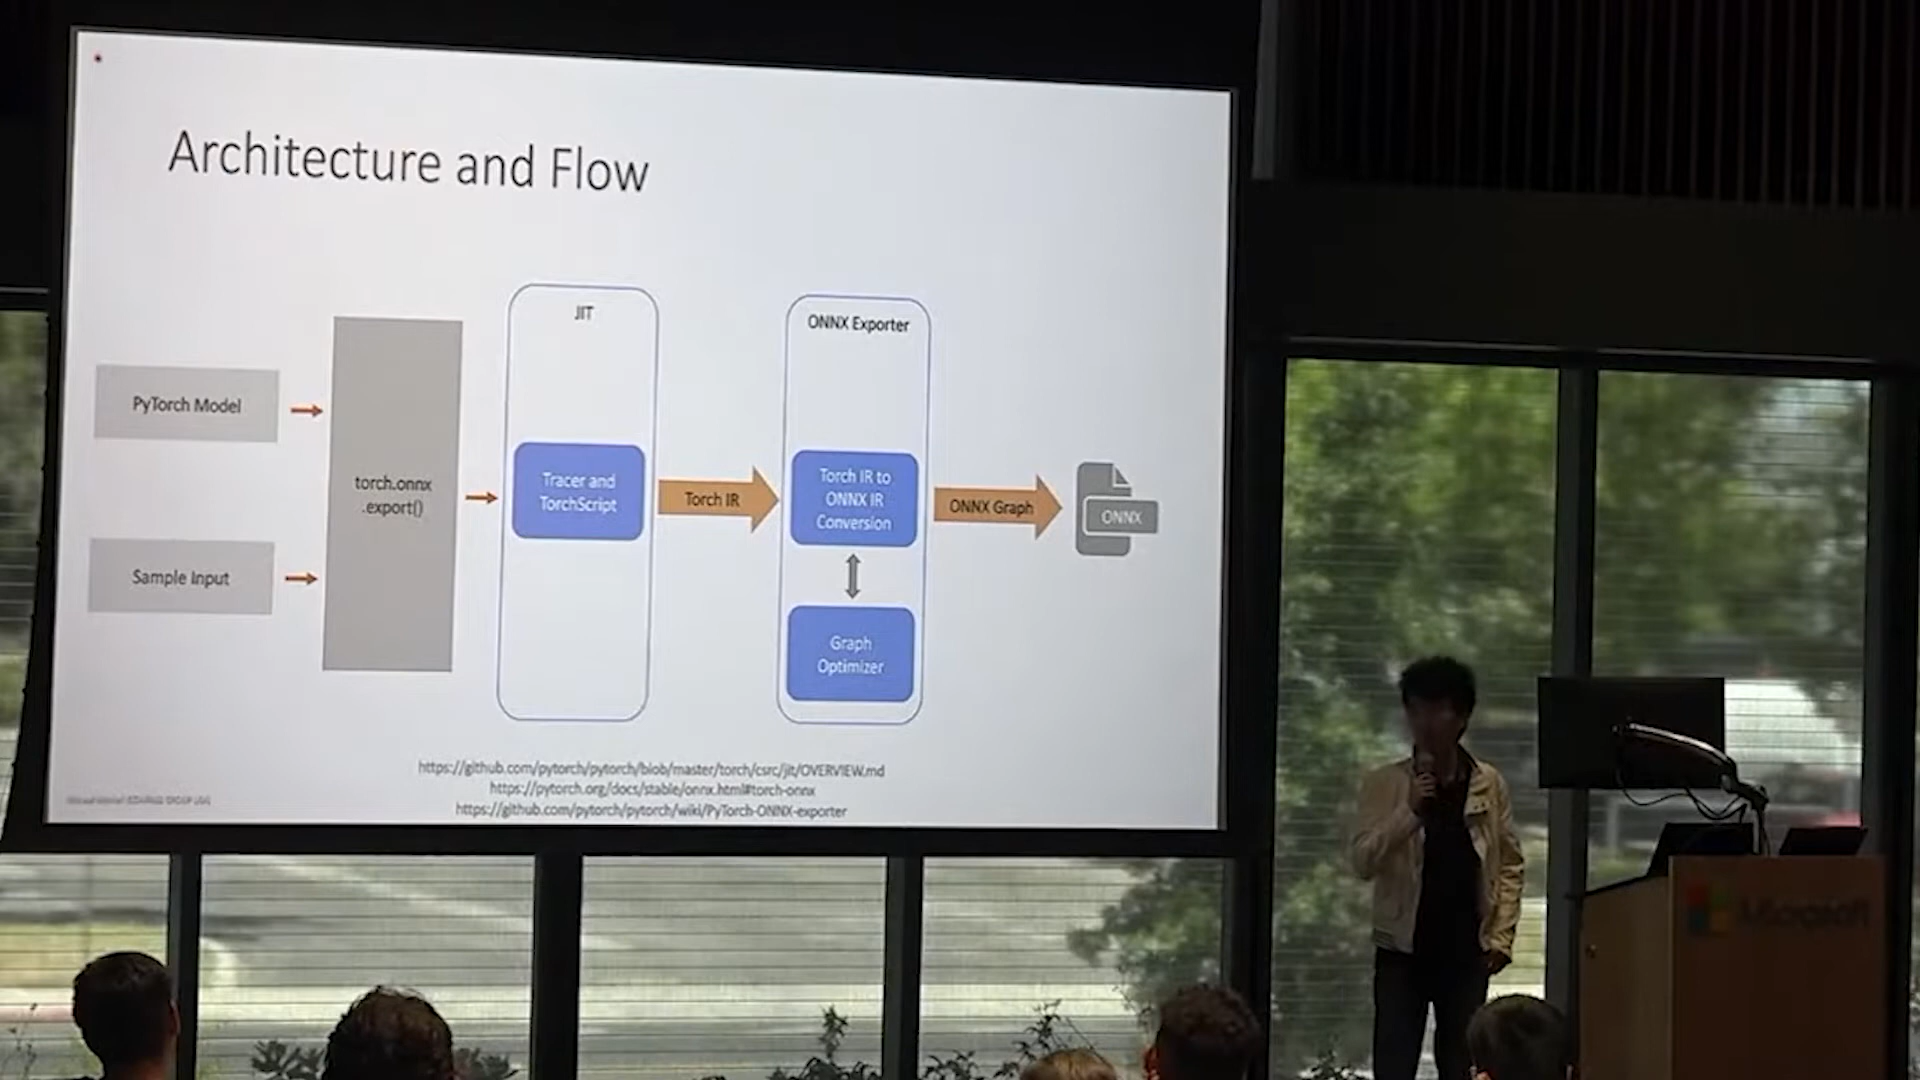 Architecture and Flow
PyTorch Model
Sample Input
torch.onnx
.export()
JIT
Tracer and
TorchScript
Torch IR
ONNX Exporter
Torch IR to
ONNX IR
Conversion
Graph
Optimizer
ONNX Graph
ONNX
https://github.com/pytorch/pytorch/blob/master/torch/csrc/jit/OVERVIEW.md
https://pytorch.org/docs/stable/onnx.html#torch-onnx
https://github.com/pytorch/pytorch/wiki/PyTorch-ONNX-exporter
Microsoft